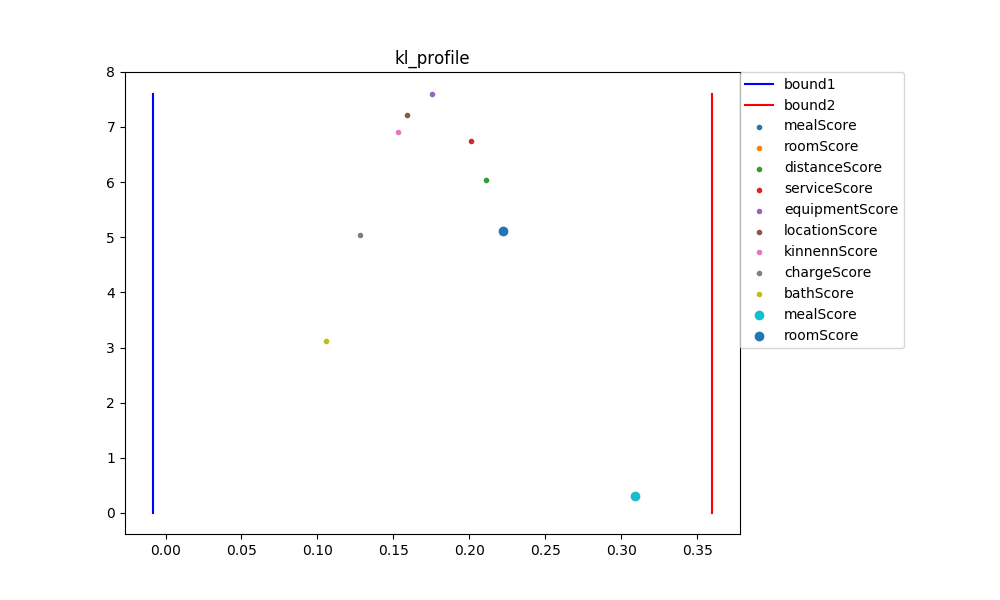 kl_profile
8
7
6
5
4
3
2
1
0
0.00 0.05 0.10 0.15 0.20 0.25 0.30 0.35
bound1
bound2
mealScore
roomScore
distanceScore
serviceScore
equipmentScore
locationScore
kinnennScore
chargeScore
bathScore
mealScore
roomScore